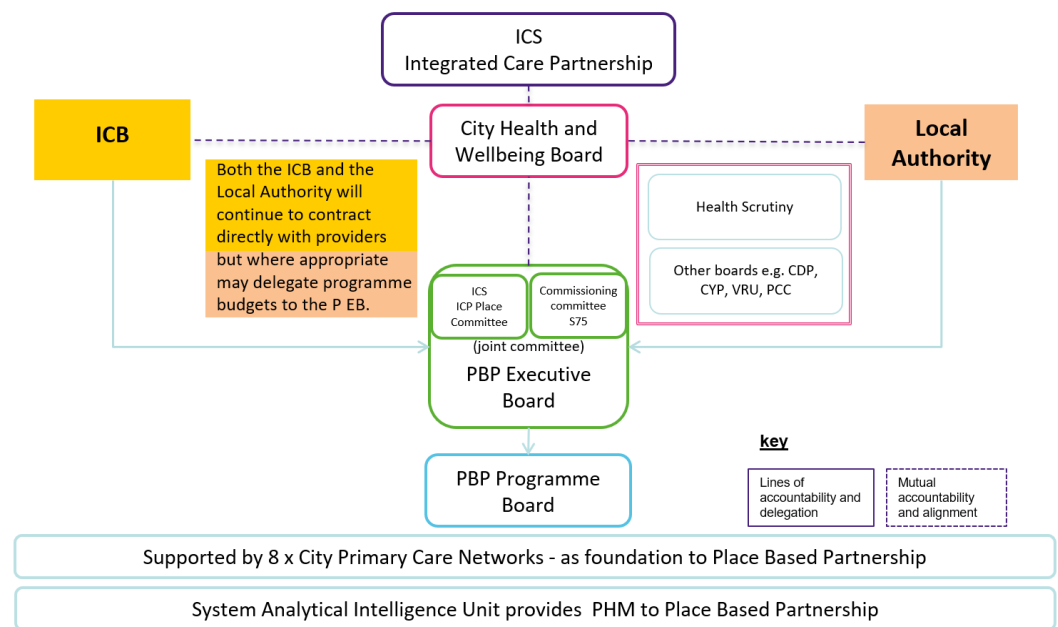 ICS
Integrated Care Partnership
ICB
City Health and
Wellbeing Board
Local
Authority
Both the ICB and the
Local Authority will
continue to contract
directly with providers
but where appropriate
may delegate programme
budgets to the P EB.
Health Scrutiny
Other boards e.g. CDP,
CYP, VRU, PCC
ICS
ICP Place
Committee
Commissioning
committee
S75
(joint committee)
PBP Executive
Board
PBP Programme
Board
key
Lines of
accountability and
delegation
Mutual
accountability
and alignment
Supported by 8 x City Primary Care Networks - as foundation to Place Based Partnership
System Analytical Intelligence Unit provides PHM to Place Based Partnership